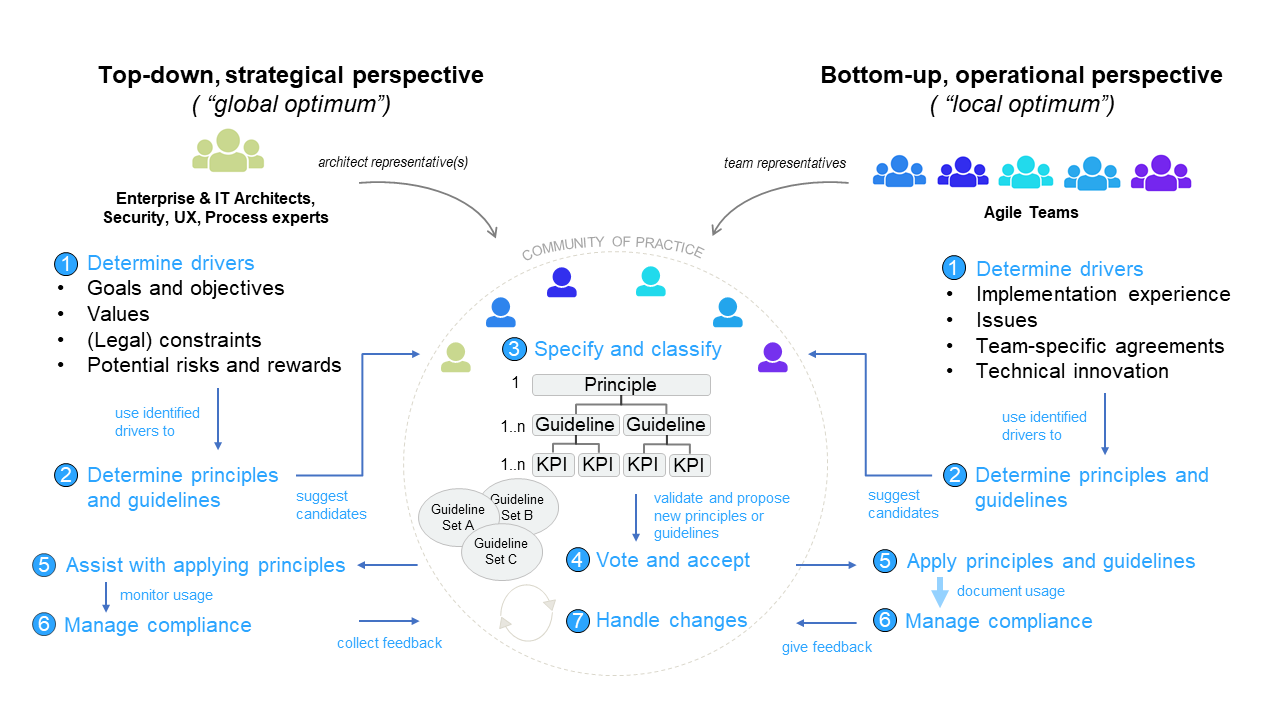 Top-down, strategical perspective
( “global optimum”)
architect representative(s)
Enterprise & IT Architects,
Security, UX, Process experts
1 Determine drivers
• Goals and objectives
• Values
• (Legal) constraints
• Potential risks and rewards
use identified
drivers to
2 Determine principles
and guidelines
suggest
candidates
5 Assist with applying principles
monitor usage
6 Manage compliance
collect feedback
COMMUNITY OF PRACTICE
3 Specify and classify
1 Principle
1..n Guideline Guideline
1..n KPI KPI KPI KPI
Guideline
Set A
Guideline
Set B
Guideline
Set C
validate and propose
new principles or
guidelines
4 Vote and accept
7 Handle changes
Bottom-up, operational perspective
( “local optimum”)
team representatives
Agile Teams
1 Determine drivers
• Implementation experience
• Issues
• Team-specific agreements
• Technical innovation
use identified
drivers to
2 Determine principles and
guidelines
suggest
candidates
5 Apply principles and guidelines
document usage
6 Manage compliance
give feedback